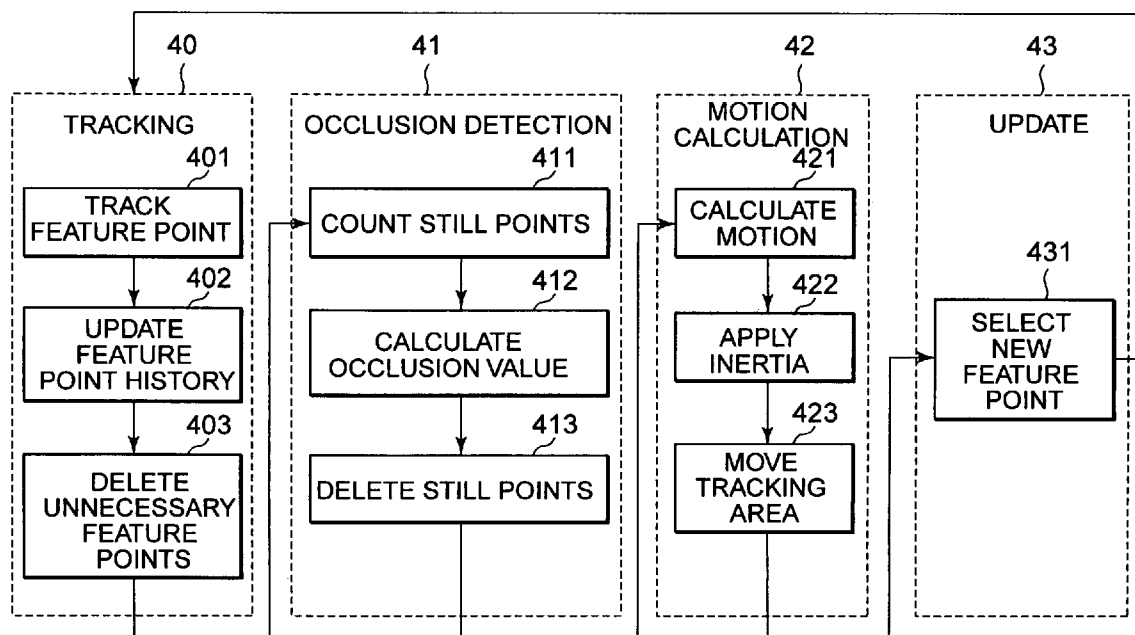 40
TRACKING
401
TRACK
FEATURE POINT
402
UPDATE
FEATURE
POINT HISTORY
403
DELETE
UNNECESSARY
FEATURE
POINTS
41
OCCLUSION DETECTION
411
COUNT STILL POINTS
412
CALCULATE
OCCLUSION VALUE
413
DELETE STILL POINTS
42
MOTION
CALCULATION
421
CALCULATE
MOTION
422
APPLY
INERTIA
423
MOVE
TRACKING
AREA
43
UPDATE
431
SELECT
NEW
FEATURE
POINT